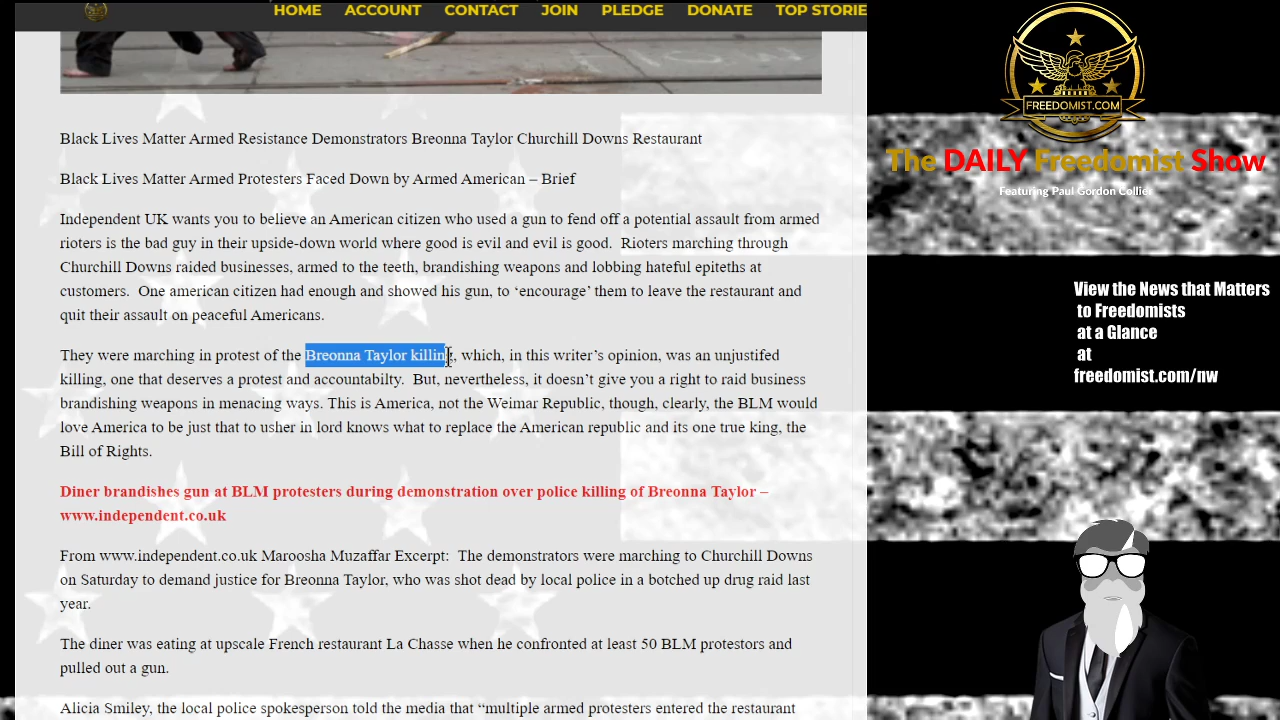 HOME ACCOUNT CONTACT JOIN PLEDGE DONATE TOP STORIE
Black Lives Matter Armed Resistance Demonstrators Breonna Taylor Churchill Downs Restaurant
Black Lives Matter Armed Protesters Faced Down by Armed American – Brief
Independent UK wants you to believe an American citizen who used a gun to fend off a potential assault from armed
rioters is the bad guy in their upside-down world where good is evil and evil is good.  Rioters marching through
Churchill Downs raided businesses, armed to the teeth, brandishing weapons and lobbing hateful epiteths at
customers.  One american citizen had enough and showed his gun, to ‘encourage’ them to leave the restaurant and
quit their assault on peaceful Americans.
They were marching in protest of the Breonna Taylor killing, which, in this writer’s opinion, was an unjustifed
killing, one that deserves a protest and accountabilty.  But, nevertheless, it doesn’t give you a right to raid business
brandishing weapons in menacing ways. This is America, not the Weimar Republic, though, clearly, the BLM would
love America to be just that to usher in lord knows what to replace the American republic and its one true king, the
Bill of Rights.
Diner brandishes gun at BLM protesters during demonstration over police killing of Breonna Taylor –
www.independent.co.uk
From www.independent.co.uk Maroosha Muzaffar Excerpt:  The demonstrators were marching to Churchill Downs
on Saturday to demand justice for Breonna Taylor, who was shot dead by local police in a botched up drug raid last
year.
The diner was eating at upscale French restaurant La Chasse when he confronted at least 50 BLM protestors and
pulled out a gun.
Alicia Smiley, the local police spokesperson told the media that “multiple armed protesters entered the restaurant
FREEDOMIST.COM
The DAILY Freedomist Show
Featuring Paul Gordon Collier
View the News that Matters
to Freedomists
at a Glance
at
freedomist.com/nw